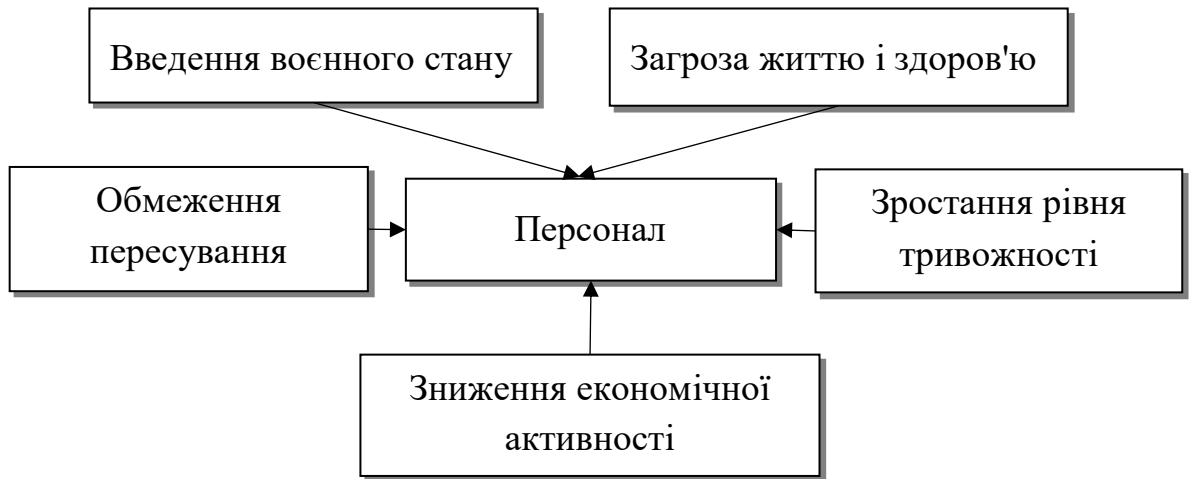 Введення воєнного стану
Загроза життю і здоров'ю
Обмеження
пересування
Персонал
Зростання рівня
тривожності
Зниження економічної
активності